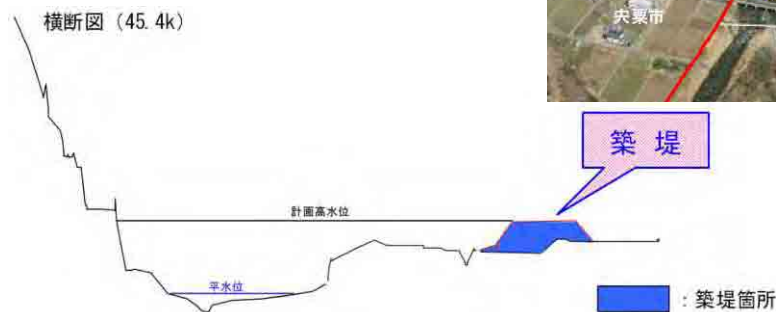 横断図（45.4k）
宍粟市
築 堤
計画高水位
平水位
：築堤箇所